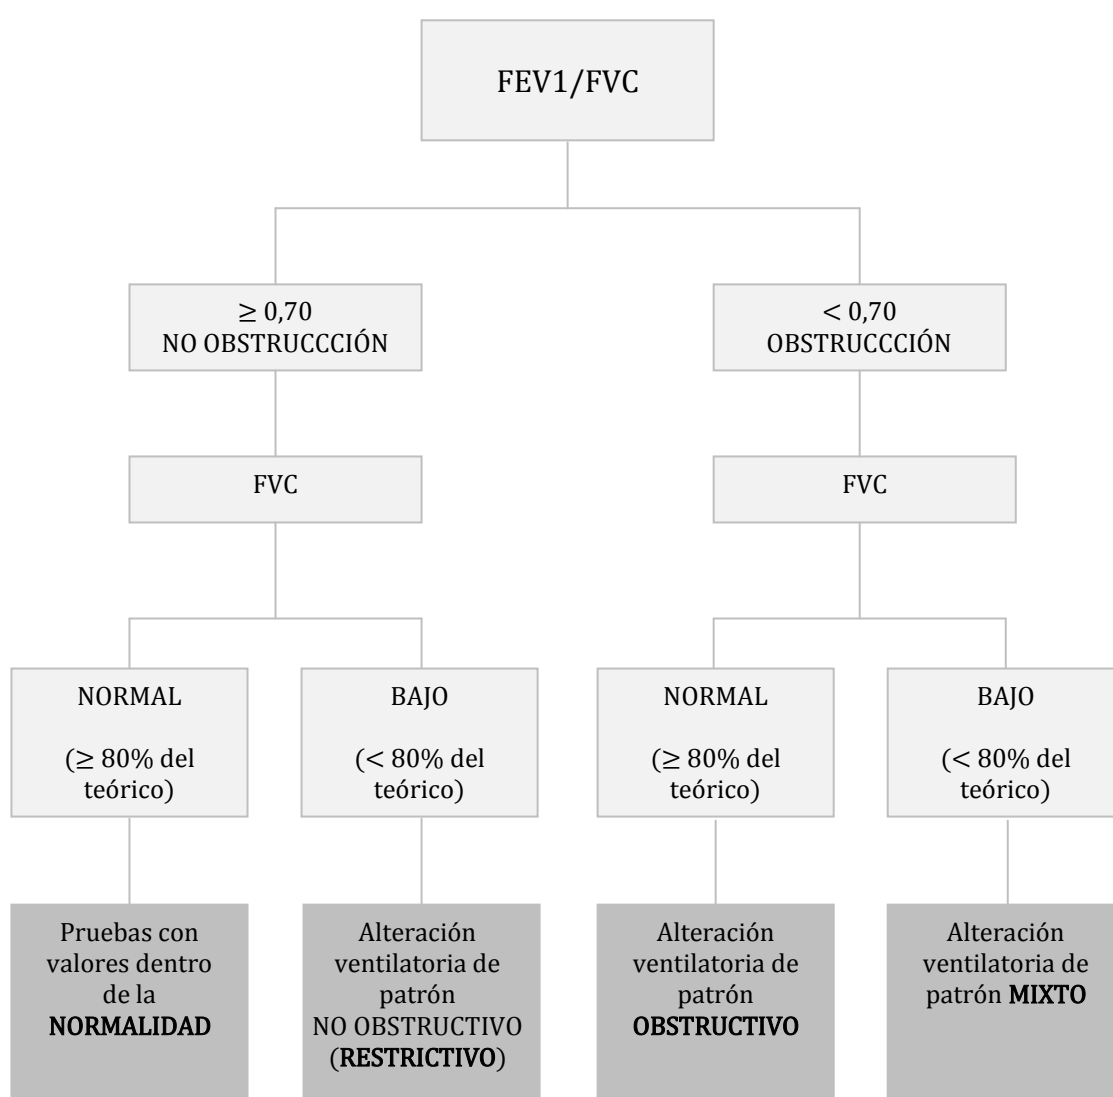 FEV1/FVC
≥ 0,70
NO OBSTRUCCCIÓN
< 0,70
OBSTRUCCCIÓN
FVC
FVC
NORMAL
(≥ 80% del
teórico)
BAJO
(< 80% del
teórico)
NORMAL
(≥ 80% del
teórico)
BAJO
(< 80% del
teórico)
Pruebas con
valores dentro
de la
NORMALIDAD
Alteración
ventilatoria de
patrón
NO OBSTRUCTIVO
(RESTRICTIVO)
Alteración
ventilatoria de
patrón
OBSTRUCTIVO
Alteración
ventilatoria de
patrón MIXTO